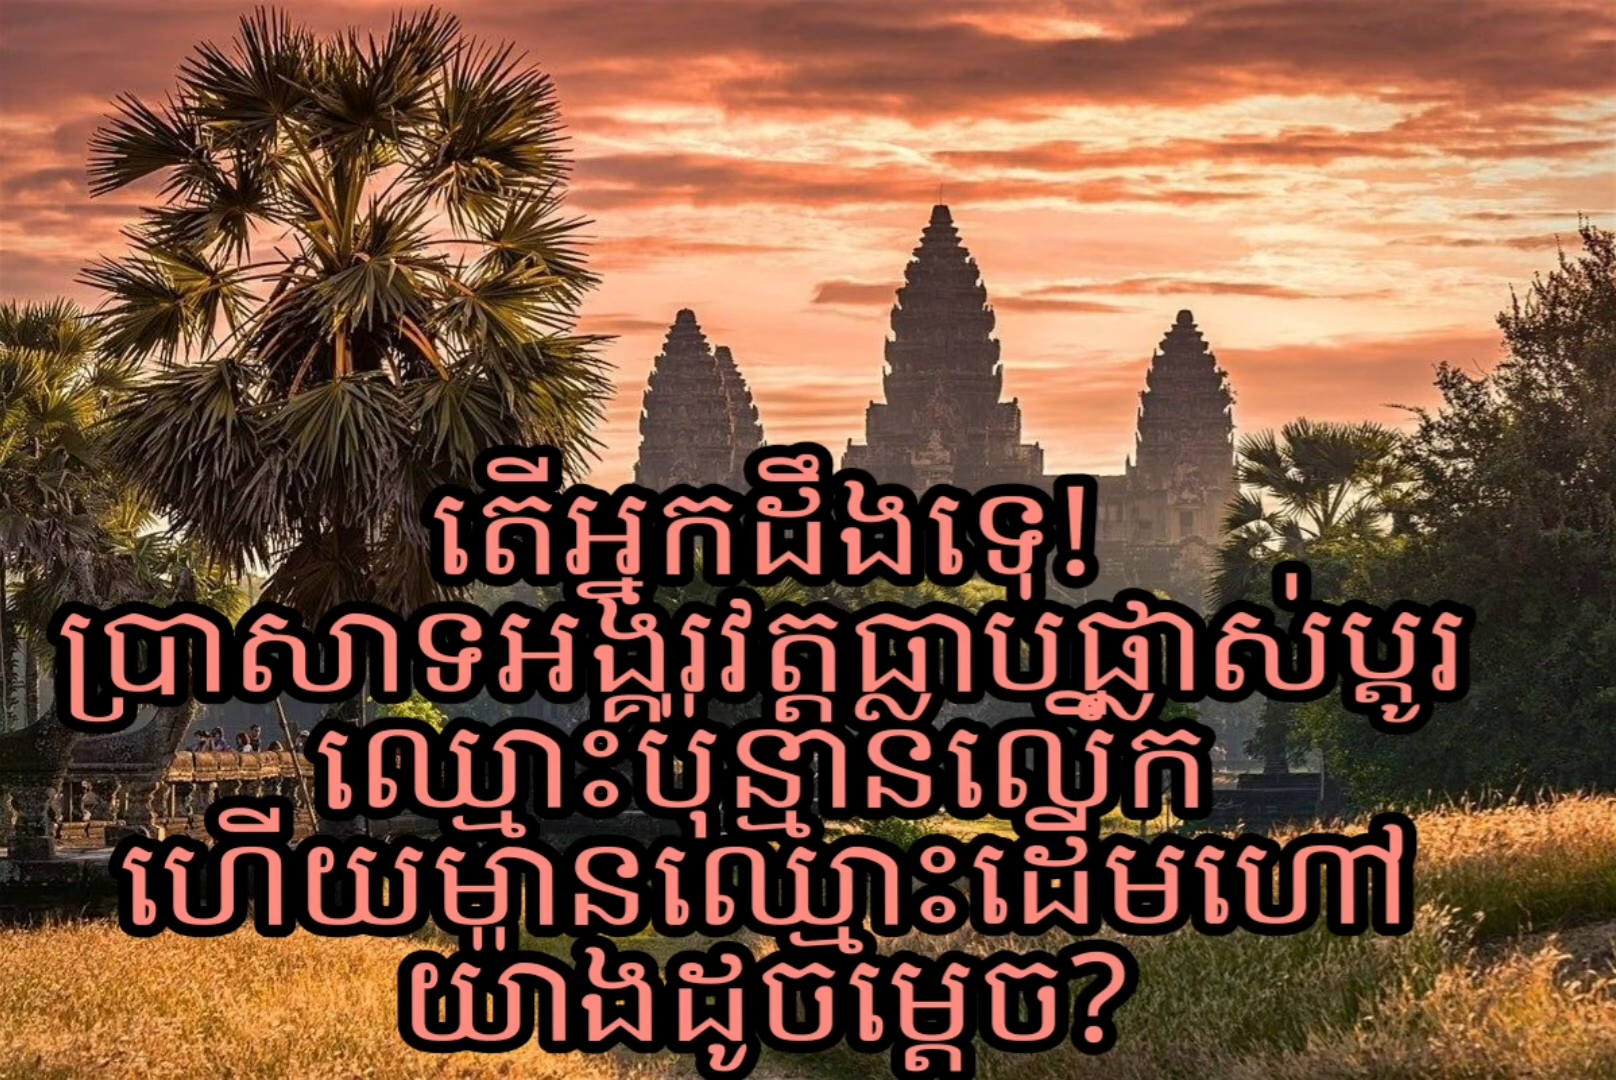 តើអ្នកដឹងទេ!
ប្រាសាទអង្គរវត្តធ្លាប់ផ្លាស់ប្ដូរ
ឈ្មោះប៉ុន្មានលើក
ហើយម៉ានឈ្មោះដើមហៅ
យ៉ាងដូចម្ដេច?